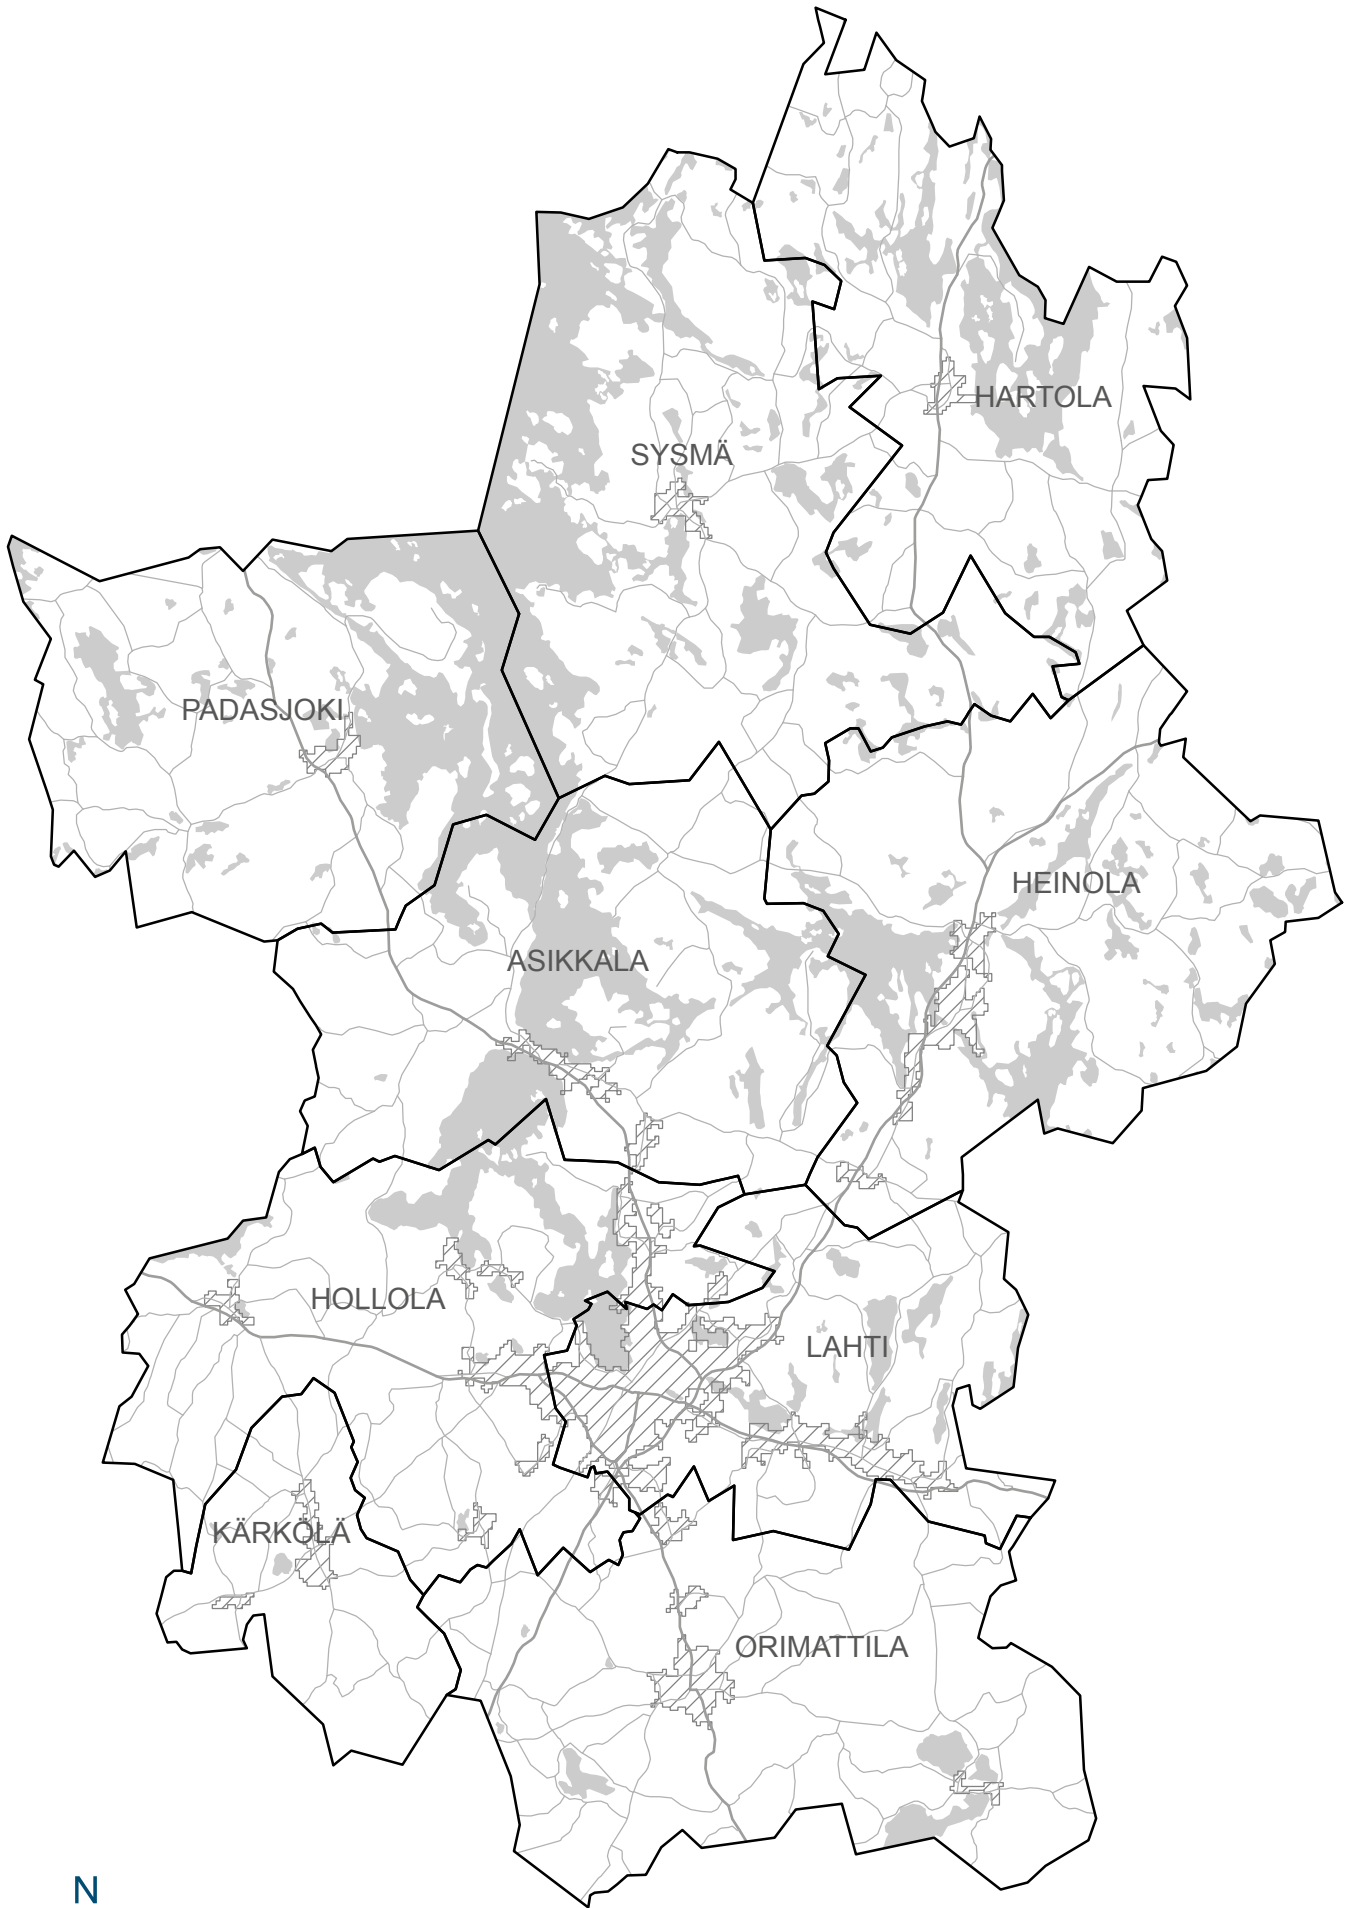 HARTOLA
SYSMÄ
PADASJOKI
HEINOLA
ASIKKALA
HOLLOLA
LAHTI
KÄRKÖLÄ
ORIMATTILA
N